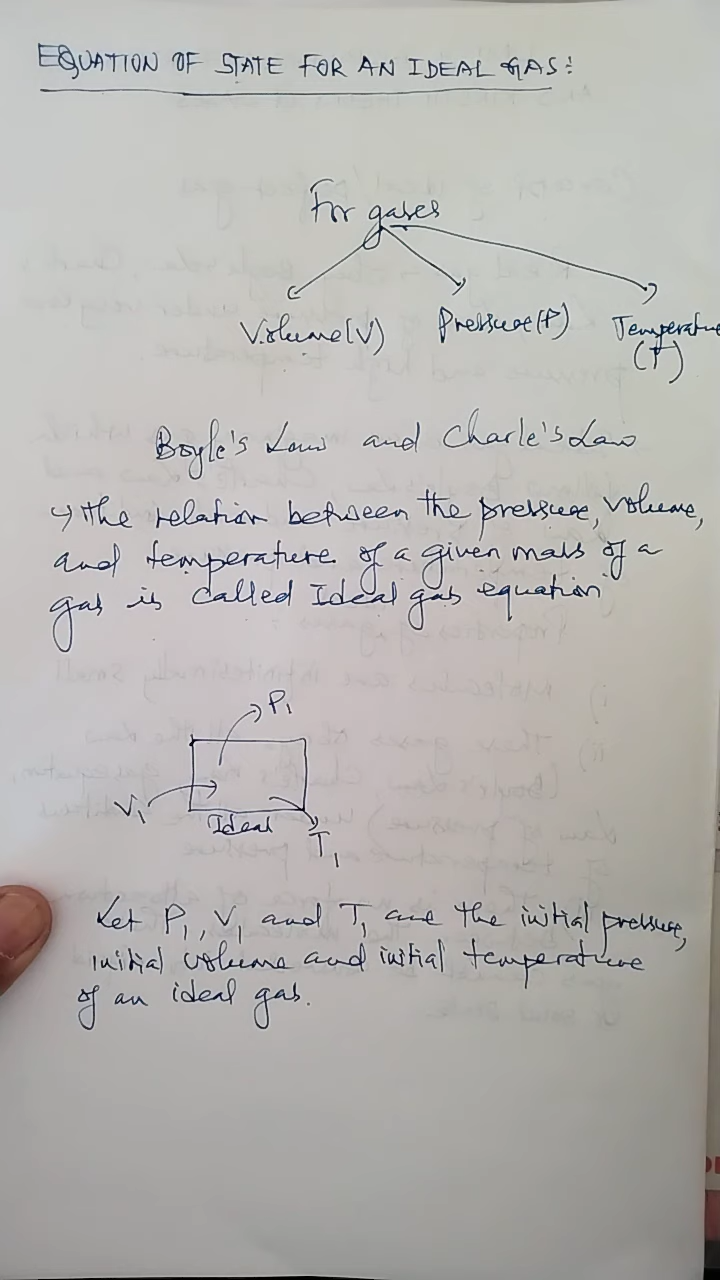 EQUATION OF STATE FOR AN IDEAL GAS:
For gases
Volume(V) Pressure(P) Temperature
(T)
Boyle's Law and Charle's Law
↳ The relation between the pressure, volume,
and temperature of a given mass of a
gas is called Ideal gas equation
P₁
V₁
Ideal
T₁
Let P₁, V₁ and T₁ are the initial pressure,
initial volume and initial temperature
of an ideal gas.